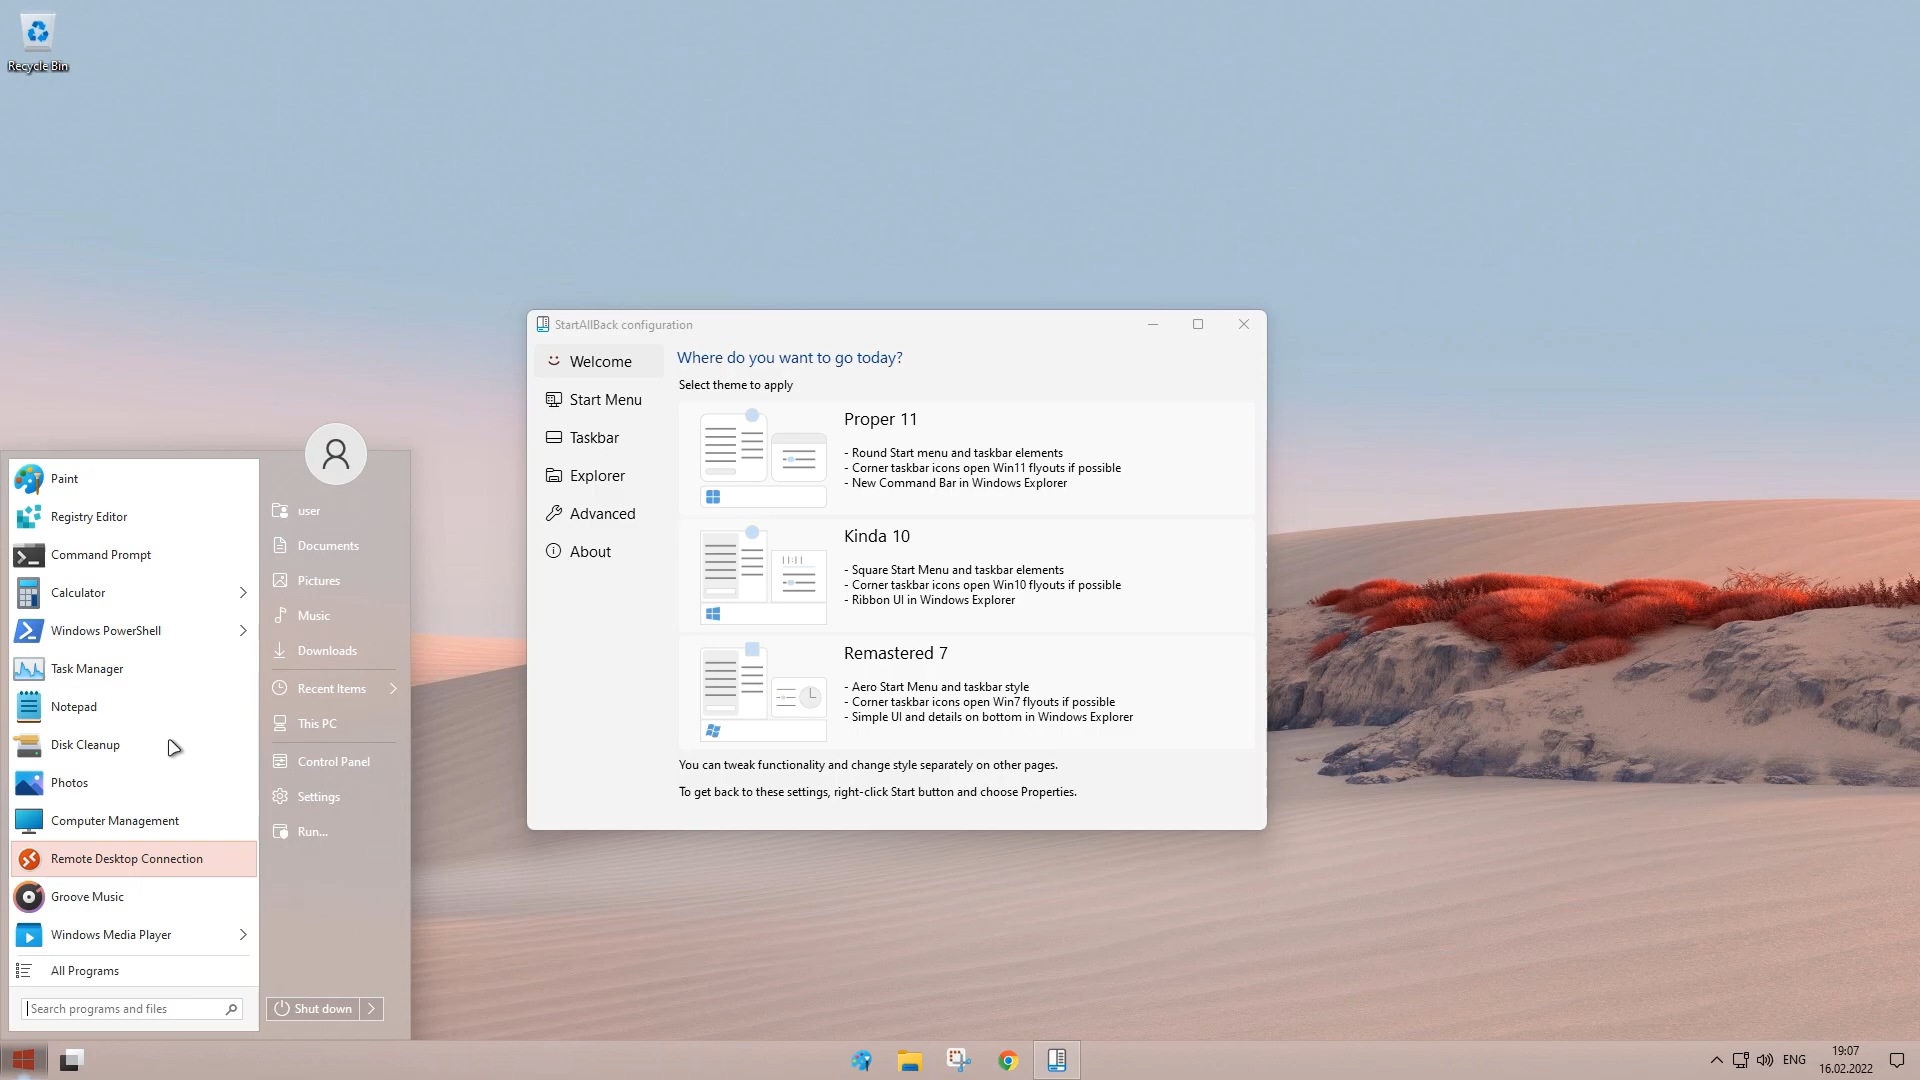 Recycle Bin
Paint
Registry Editor
Command Prompt
Calculator
Windows PowerShell
Task Manager
Notepad
Disk Cleanup
Photos
Computer Management
Remote Desktop Connection
Groove Music
Windows Media Player
All Programs
Search programs and files
user
Documents
Pictures
Music
Downloads
Recent Items
This PC
Control Panel
Settings
Run...
Shut down
StartAllBack configuration
Welcome
Start Menu
Taskbar
Explorer
Advanced
About
Where do you want to go today?
Select theme to apply
Proper 11
- Round Start menu and taskbar elements
- Corner taskbar icons open Win11 flyouts if possible
- New Command Bar in Windows Explorer
Kinda 10
- Square Start Menu and taskbar elements
- Corner taskbar icons open Win10 flyouts if possible
- Ribbon UI in Windows Explorer
Remastered 7
- Aero Start Menu and taskbar style
- Corner taskbar icons open Win7 flyouts if possible
- Simple UI and details on bottom in Windows Explorer
You can tweak functionality and change style separately on other pages.
To get back to these settings, right-click Start button and choose Properties.
ENG
19:07
16.02.2022